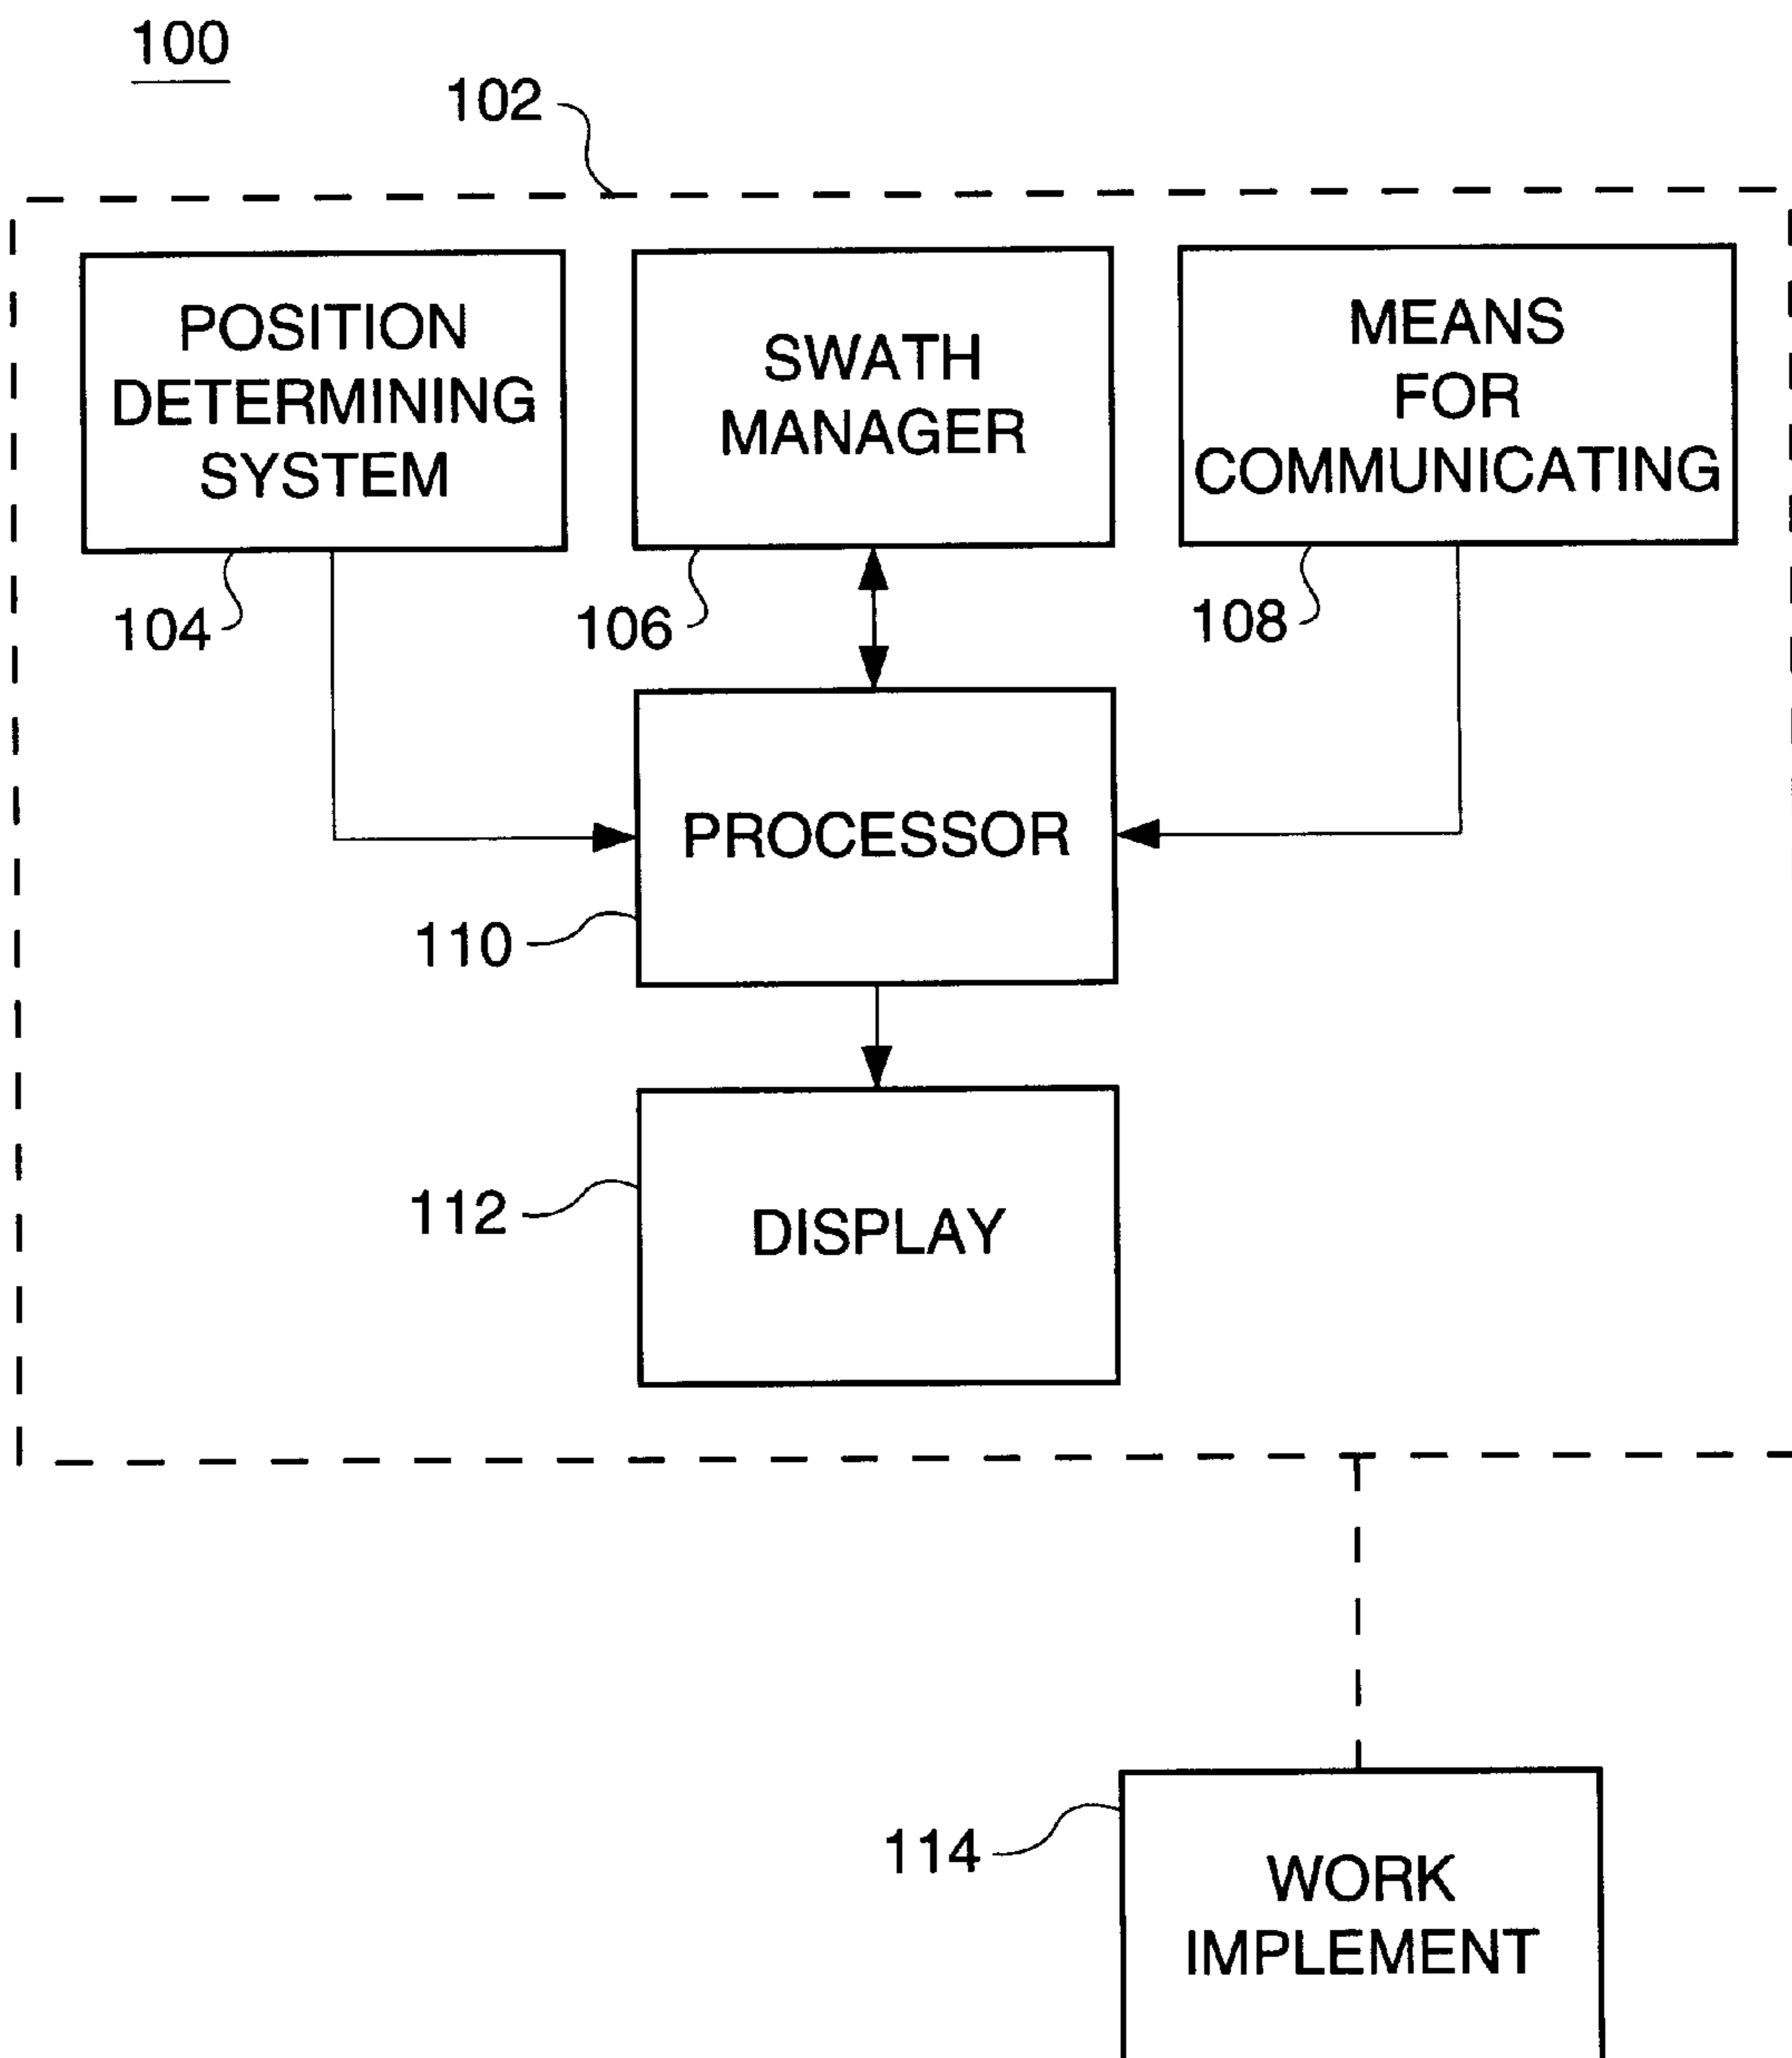 100
102
POSITION
DETERMINING
SYSTEM
SWATH
MANAGER
MEANS
FOR
COMMUNICATING
104
106
108
PROCESSOR
110
DISPLAY
112
114
WORK
IMPLEMENT